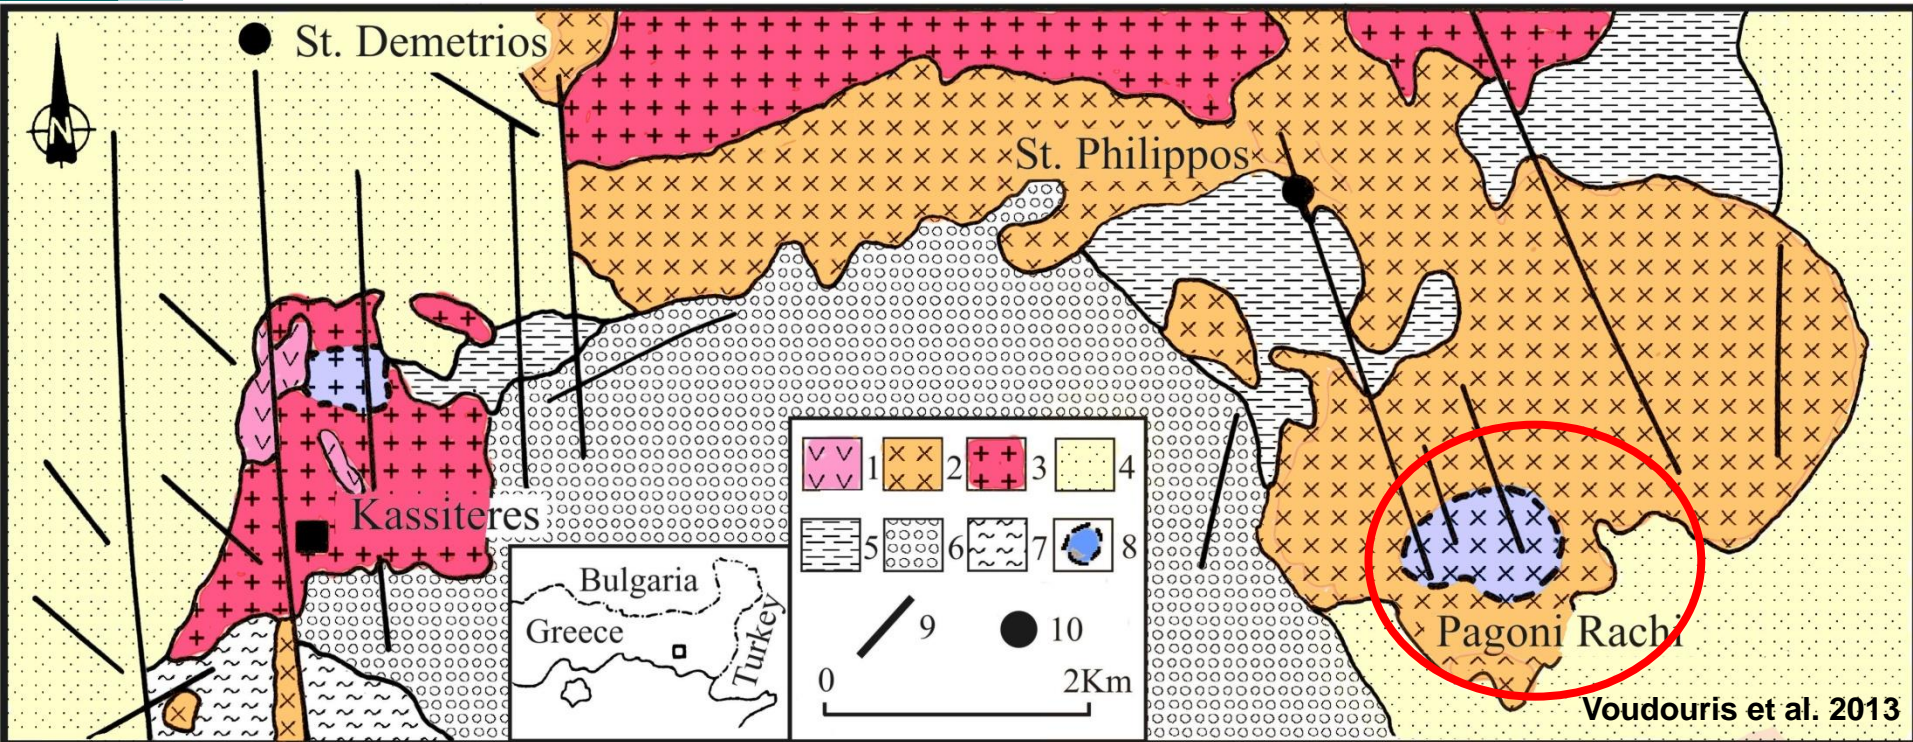 St. Demetrios
N
St. Philippos
Kassiteres
Bulgaria
Greece
Turkey
1 2 3 4
5 6 7 8
9 10
0 2Km
Pagoni Rachi
Voudouris et al. 2013